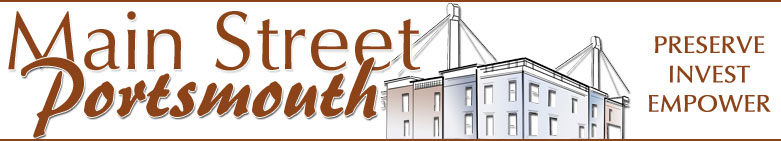 Main Street
Portsmouth
PRESERVE
INVEST
EMPOWER